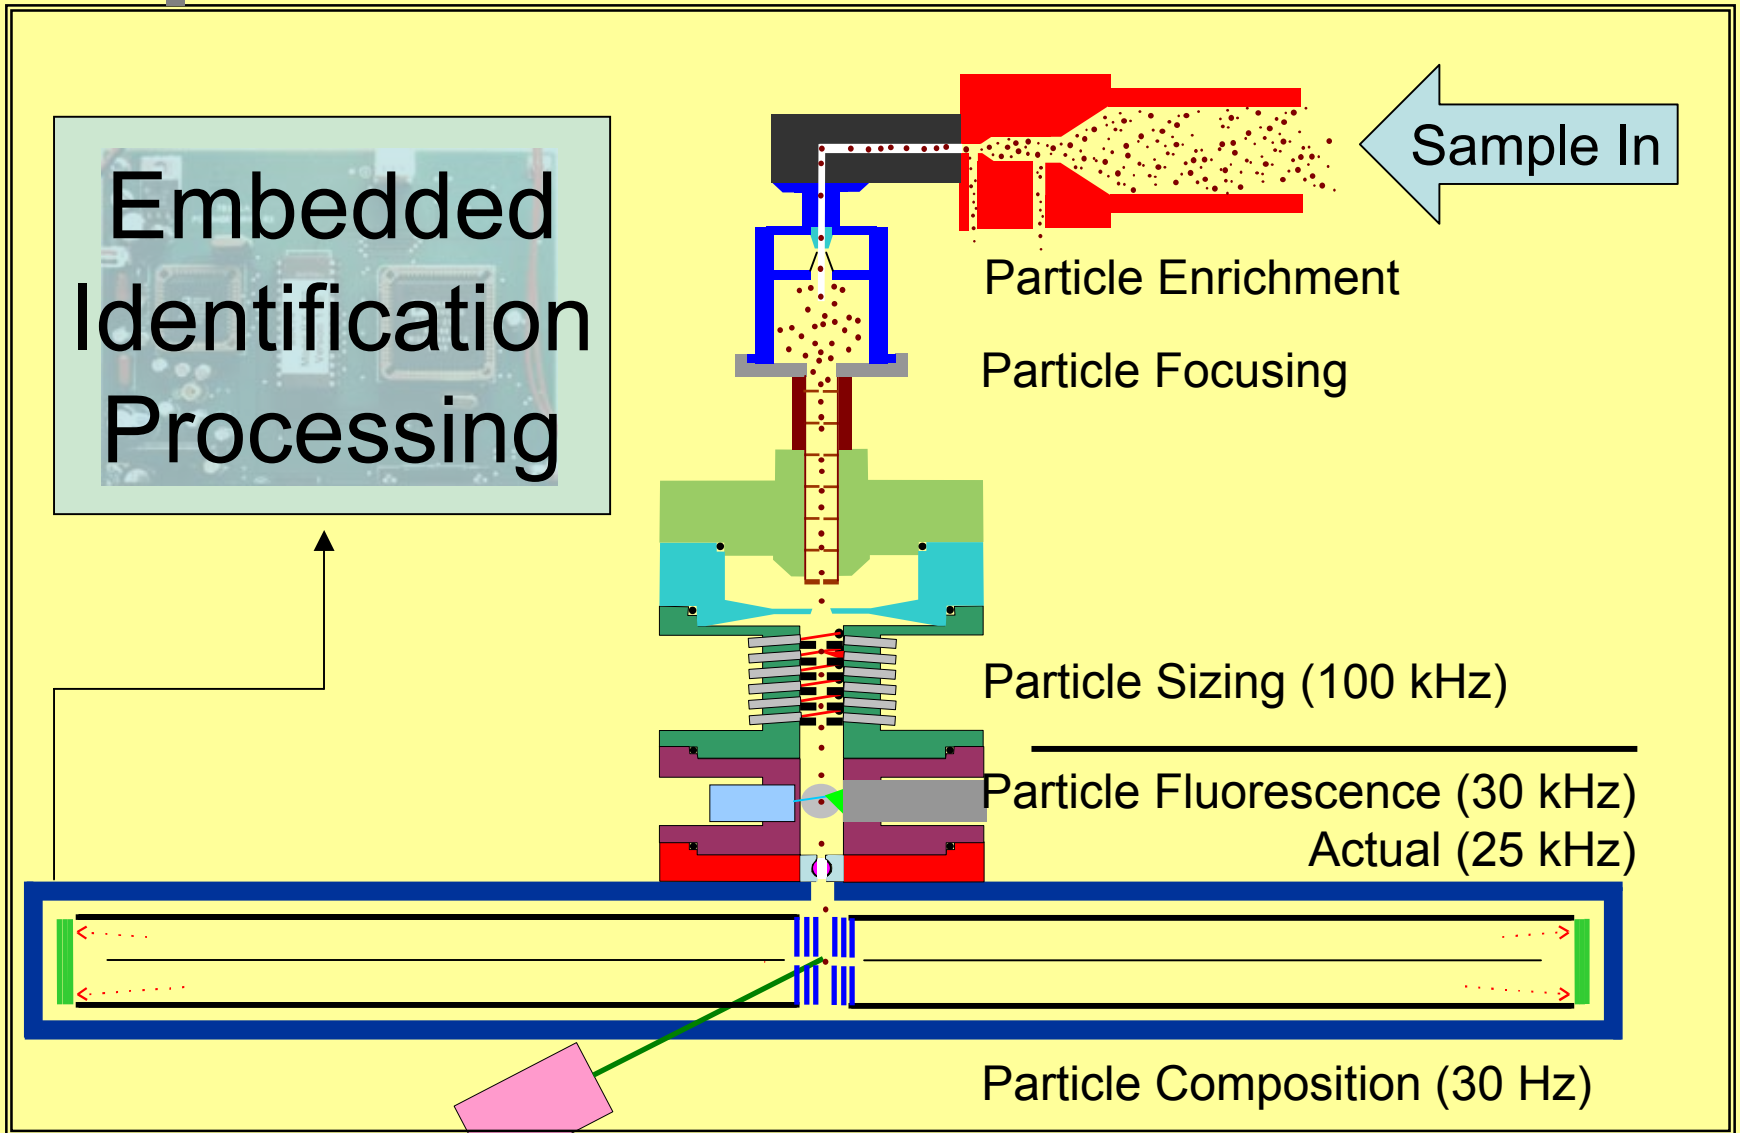 Embedded
Identification
Processing
Sample In
Particle Enrichment
Particle Focusing
Particle Sizing (100 kHz)
Particle Fluorescence (30 kHz)
Actual (25 kHz)
Particle Composition (30 Hz)